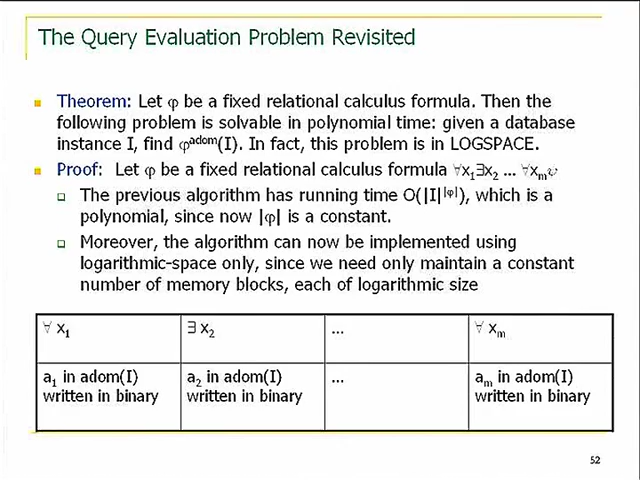 The Query Evaluation Problem Revisited
Theorem: Let φ be a fixed relational calculus formula. Then the
following problem is solvable in polynomial time: given a database
instance I, find φ^adom(I). In fact, this problem is in LOGSPACE.
Proof: Let φ be a fixed relational calculus formula ∀x₁∃x₂ ... ∀xₘψ
The previous algorithm has running time O(|I|^|φ|), which is a
polynomial, since now |φ| is a constant.
Moreover, the algorithm can now be implemented using
logarithmic-space only, since we need only maintain a constant
number of memory blocks, each of logarithmic size
∀ x₁ ∃ x₂ ... ∀ xₘ
a₁ in adom(I) a₂ in adom(I) ... aₘ in adom(I)
written in binary written in binary written in binary
52